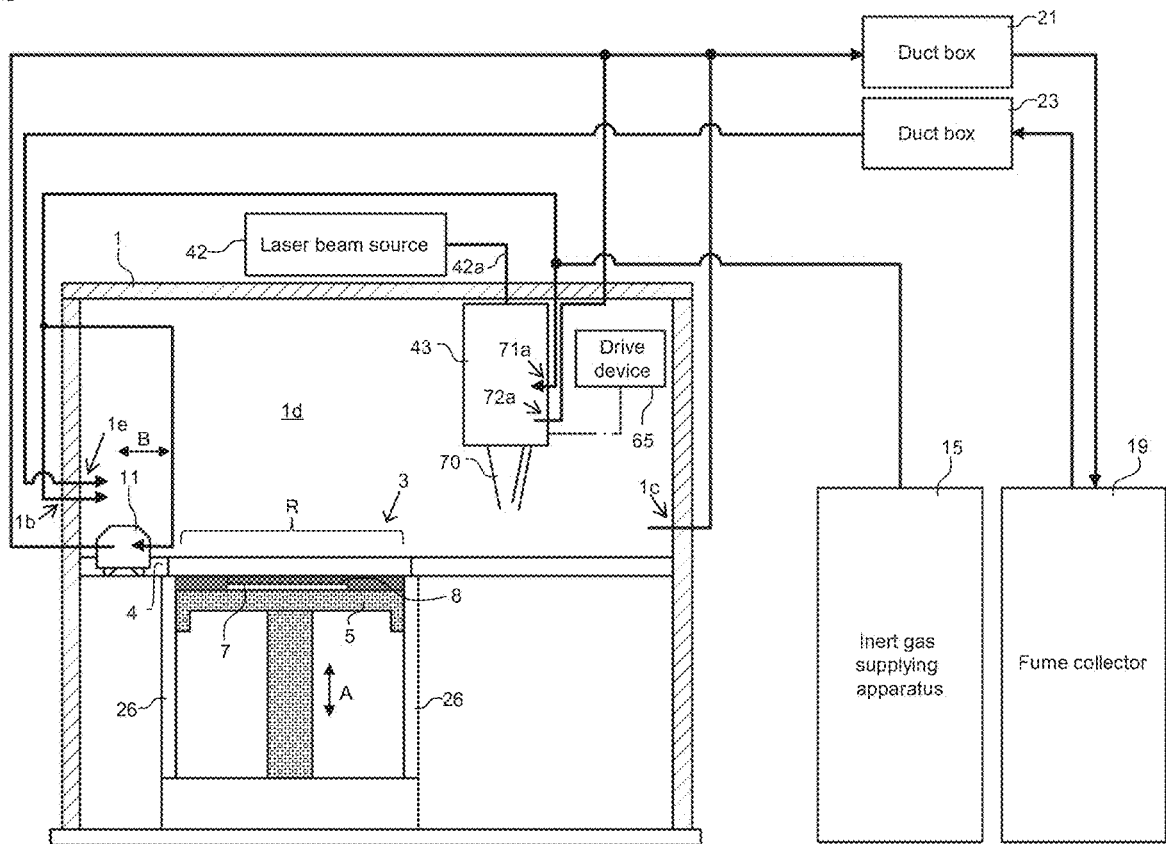 21
Duct box
23
Duct box
42
Laser beam source
42a
1
43
71a
72a
Drive
device
65
1d
1e
B
11
1b
70
15
19
3
1c
R
4
7
8
5
A
26
26
Inert gas
supplying
apparatus
Fume collector